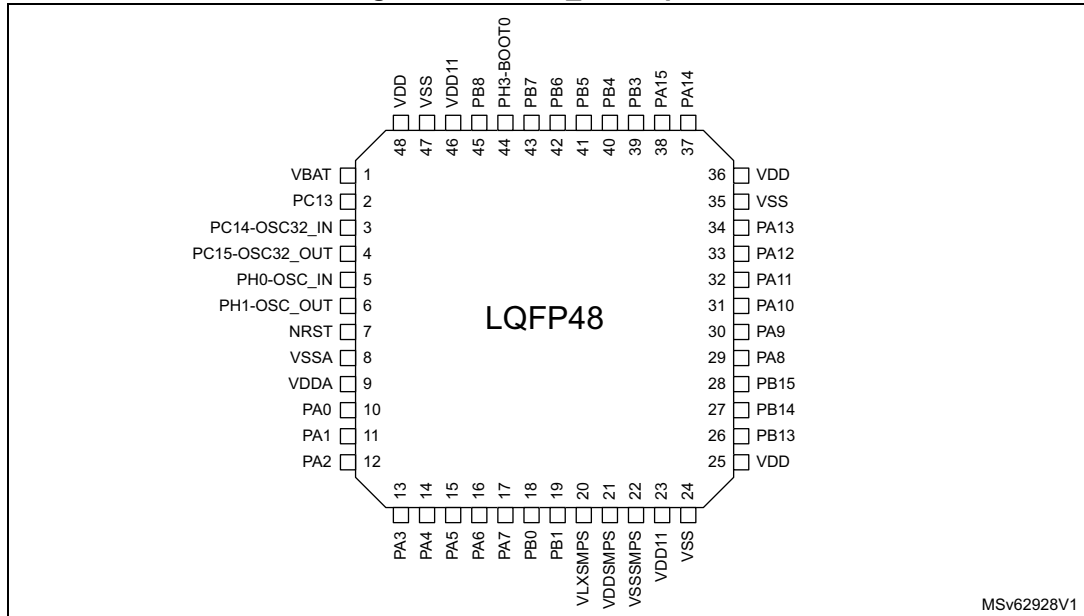 VDD
VSS
VDD11
PB8
PH3-BOOT0
PB7
PB6
PB5
PB4
PB3
PA15
PA14
48
47
46
45
44
43
42
41
40
39
38
37
VBAT 1
PC13 2
PC14-OSC32_IN 3
PC15-OSC32_OUT 4
PH0-OSC_IN 5
PH1-OSC_OUT 6
NRST 7
VSSA 8
VDDA 9
PA0 10
PA1 11
PA2 12
LQFP48
36 VDD
35 VSS
34 PA13
33 PA12
32 PA11
31 PA10
30 PA9
29 PA8
28 PB15
27 PB14
26 PB13
25 VDD
13
14
15
16
17
18
19
20
21
22
23
24
PA3
PA4
PA5
PA6
PA7
PB0
PB1
VLXSMPS
VDDSMPS
VSSSMPS
VDD11
VSS
MSv62928V1